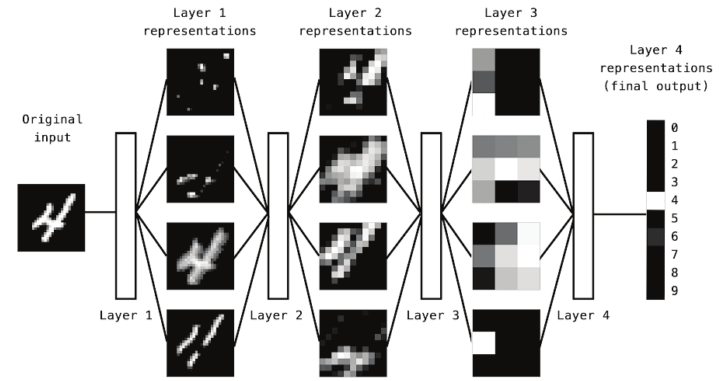 Layer 1
representations
Layer 2
representations
Layer 3
representations
Layer 4
representations
(final output)
Original
input
0
1
2
3
4
5
6
7
8
9
Layer 1
Layer 2
Layer 3
Layer 4